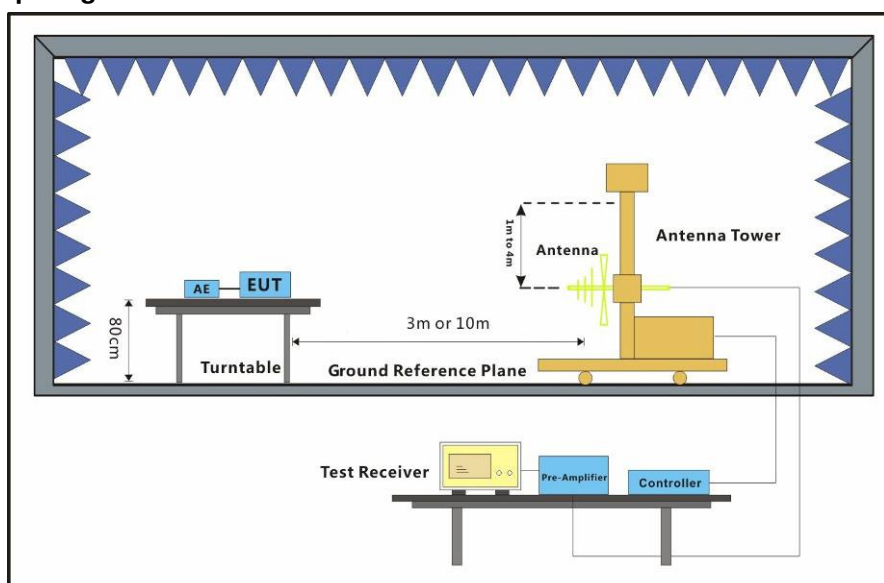 1m to 4m
Antenna
Antenna Tower
AE
EUT
80cm
3m or 10m
Turntable
Ground Reference Plane
Test Receiver
Pre-Amplifier
Controller